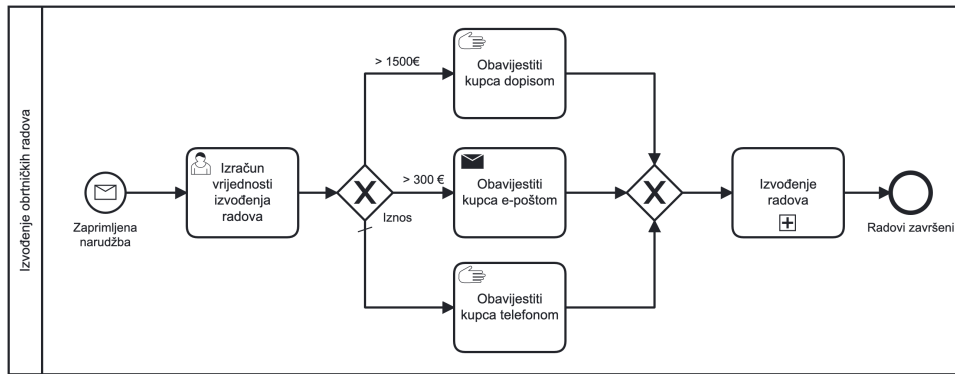 Izvođenje obrtničkih radova
Zaprimljena
narudžba
Izračun
vrijednosti
izvođenja
radova
Iznos
> 1500€
Obavijestiti
kupca dopisom
> 300 €
Obavijestiti
kupca e-poštom
Obavijestiti
kupca telefonom
Izvođenje
radova
Radovi završeni